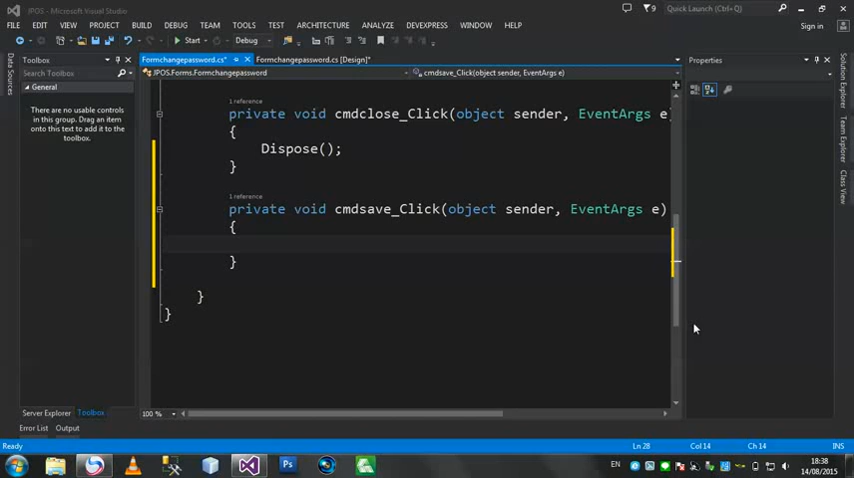 JPOS - Microsoft Visual Studio
9
Quick Launch (Ctrl+Q)
FILE EDIT VIEW PROJECT BUILD DEBUG TEAM TOOLS TEST ARCHITECTURE ANALYZE DEVEXPRESS WINDOW HELP
Sign in
Start Debug
Data Sources
Toolbox
Search Toolbox
General
There are no usable controls
in this group. Drag an item
onto this text to add it to the
toolbox.
Formchangepassword.cs* Formchangepassword.cs [Design]*
JPOS.Forms.Formchangepassword cmdsave_Click(object sender, EventArgs e)
1 reference
private void cmdclose_Click(object sender, EventArgs e
{
Dispose();
}
1 reference
private void cmdsave_Click(object sender, EventArgs e)
{
}
}
}
100 %
Properties
Solution Explorer
Team Explorer
Class View
Server Explorer Toolbox
Error List Output
Ready Ln 28 Col 14 Ch 14 INS
Ps EN 18:38
14/08/2015